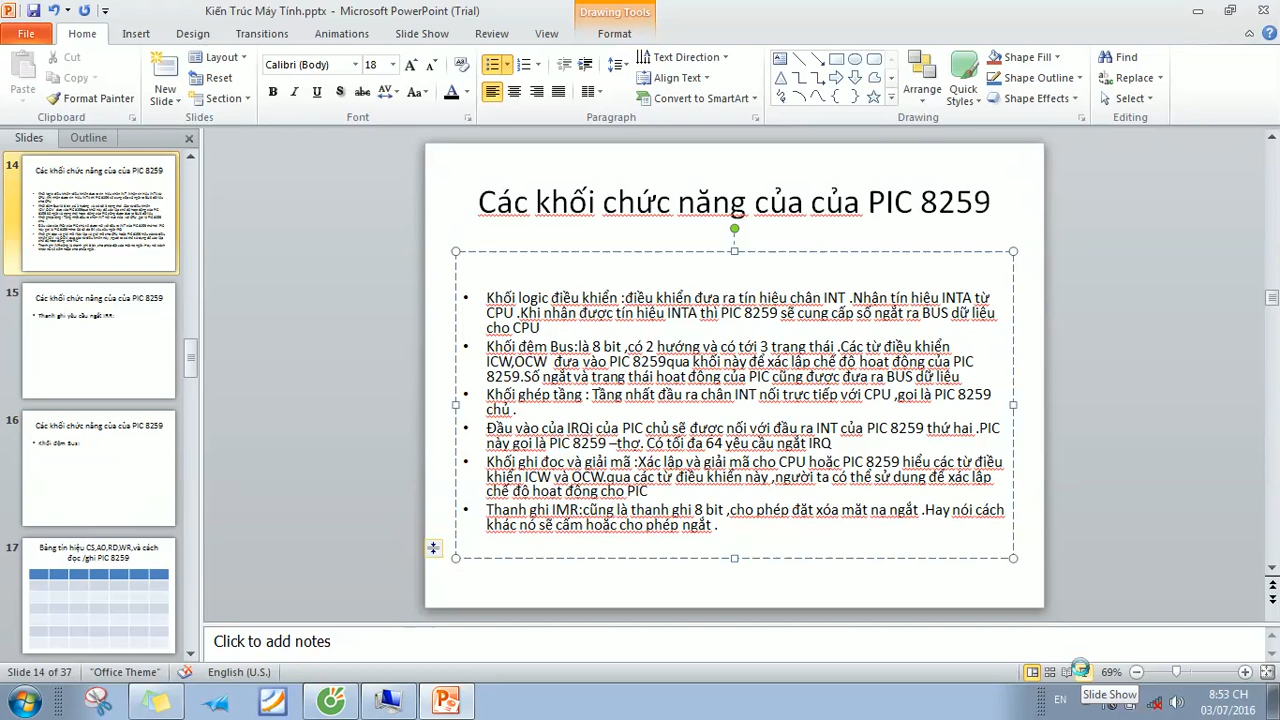 Kiến Trúc Máy Tính.pptx - Microsoft PowerPoint (Trial)
Drawing Tools
File Home Insert Design Transitions Animations Slide Show Review View Format
Paste
Cut
Copy
Format Painter
Clipboard
New Slide
Layout
Reset
Section
Slides
Calibri (Body) 18
Font
Text Direction
Align Text
Convert to SmartArt
Paragraph
Arrange
Quick Styles
Shape Fill
Shape Outline
Shape Effects
Drawing
Find
Replace
Select
Editing
Slides Outline
14
Các khối chức năng của của PIC 8259
15
Các khối chức năng của của PIC 8259
Thanh ghi yêu cầu ngắt IRR:
16
Các khối chức năng của của PIC 8259
Khối đệm Bus:
17
Bảng tín hiệu CS,A0,RD,WR,và cách
đọc /ghi PIC 8259
Các khối chức năng của của PIC 8259
• Khối logic điều khiển :điều khiển đưa ra tín hiệu chân INT .Nhận tín hiệu INTA từ
CPU .Khi nhận được tín hiệu INTA thì PIC 8259 sẽ cung cấp số ngắt ra BUS dữ liệu
cho CPU
• Khối đệm Bus:là 8 bit ,có 2 hướng và có tới 3 trạng thái .Các từ điều khiển
ICW,OCW đưa vào PIC 8259qua khối này để xác lập chế độ hoạt động của PIC
8259.Số ngắt và trạng thái hoạt động của PIC cũng được đưa ra BUS dữ liệu
• Khối ghép tầng : Tầng nhất đầu ra chân INT nối trực tiếp với CPU ,gọi là PIC 8259
chủ .
• Đầu vào của IRQi của PIC chủ sẽ được nối với đầu ra INT của PIC 8259 thứ hai .PIC
này gọi là PIC 8259 –thợ. Có tối đa 64 yêu cầu ngắt IRQ
• Khối ghi đọc và giải mã :Xác lập và giải mã cho CPU hoặc PIC 8259 hiểu các từ điều
khiển ICW và OCW.qua các từ điều khiển này ,người ta có thể sử dụng để xác lập
chế độ hoạt động cho PIC
• Thanh ghi IMR:cũng là thanh ghi 8 bit ,cho phép đặt xóa mặt nạ ngắt .Hay nói cách
khác nó sẽ cấm hoặc cho phép ngắt .
Click to add notes
Slide 14 of 37 "Office Theme" English (U.S.) 69%
Slide Show
EN
8:53 CH
03/07/2016